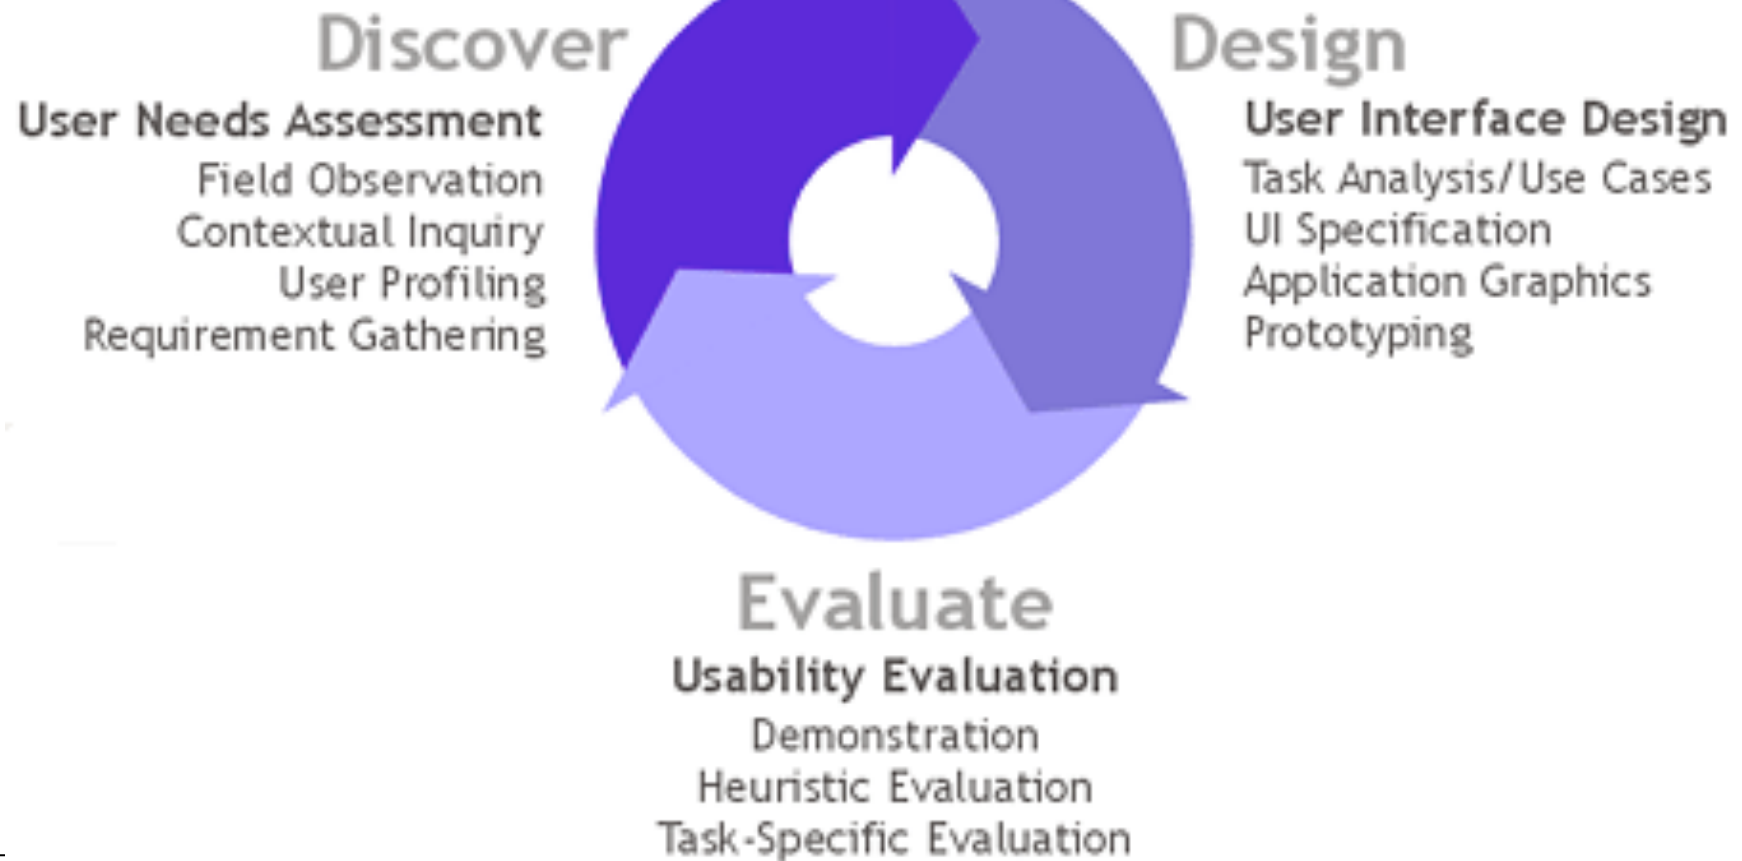 Discover
User Needs Assessment
Field Observation
Contextual Inquiry
User Profiling
Requirement Gathering
Design
User Interface Design
Task Analysis/Use Cases
UI Specification
Application Graphics
Prototyping
Evaluate
Usability Evaluation
Demonstration
Heuristic Evaluation
Task-Specific Evaluation